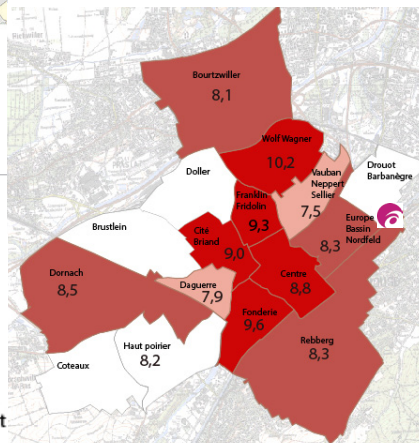 Bourtzwiller
8,1
Wolf Wagner
10,2
Doller
Vauban
Neppert
Sellier
7,5
Drouot
Barbanègre
Franklin
Fridolin
9,3
Europe
Bassin
Nordfeld
8,3
Brustlein
Cité
Briand
9,0
Dornach
8,5
Daguerre
7,9
Centre
8,8
Fonderie
9,6
Haut poirier
8,2
Rebberg
8,3
Coteaux
t